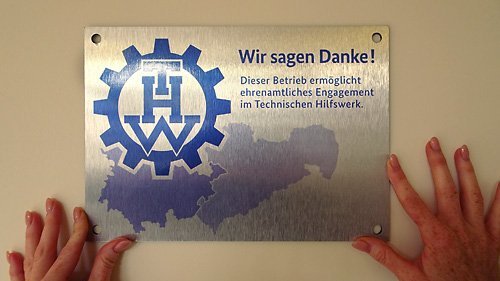 THW
Wir sagen Danke!
Dieser Betrieb ermöglicht
ehrenamtliches Engagement
im Technischen Hilfswerk.